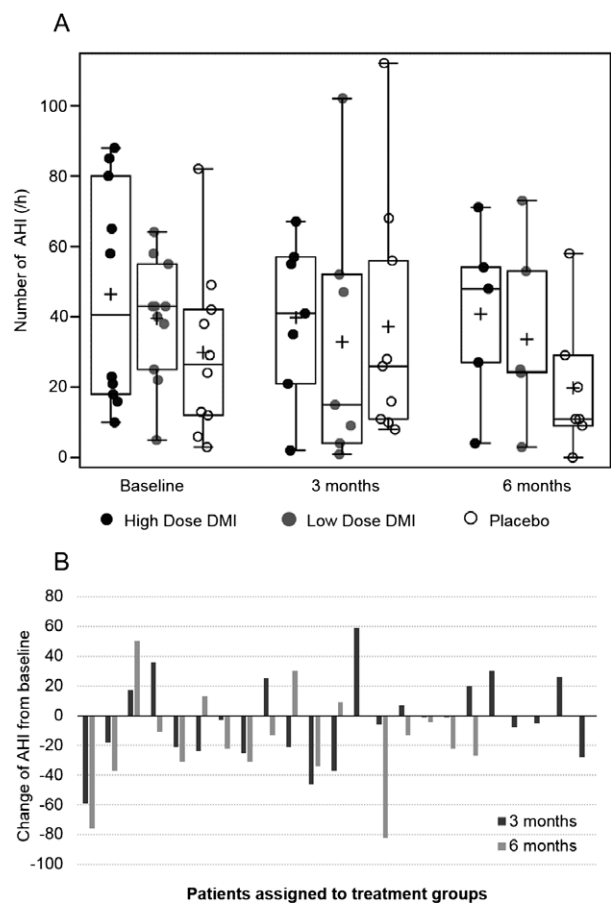 A
Number of AHI (/h)
100
80
60
40
20
0
Baseline 3 months 6 months
High Dose DMI Low Dose DMI Placebo
B
Change of AHI from baseline
80
60
40
20
0
-20
-40
-60
-80
-100
3 months
6 months
Patients assigned to treatment groups